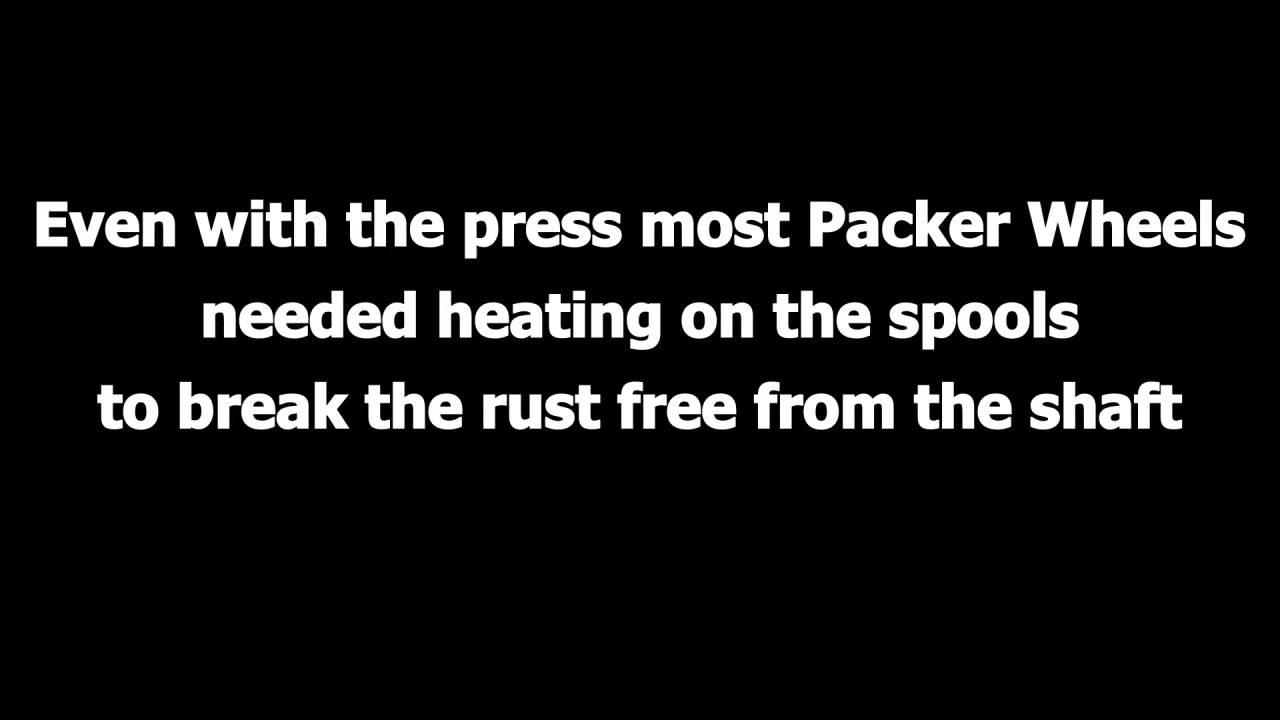 Even with the press most Packer Wheels
needed heating on the spools
to break the rust free from the shaft